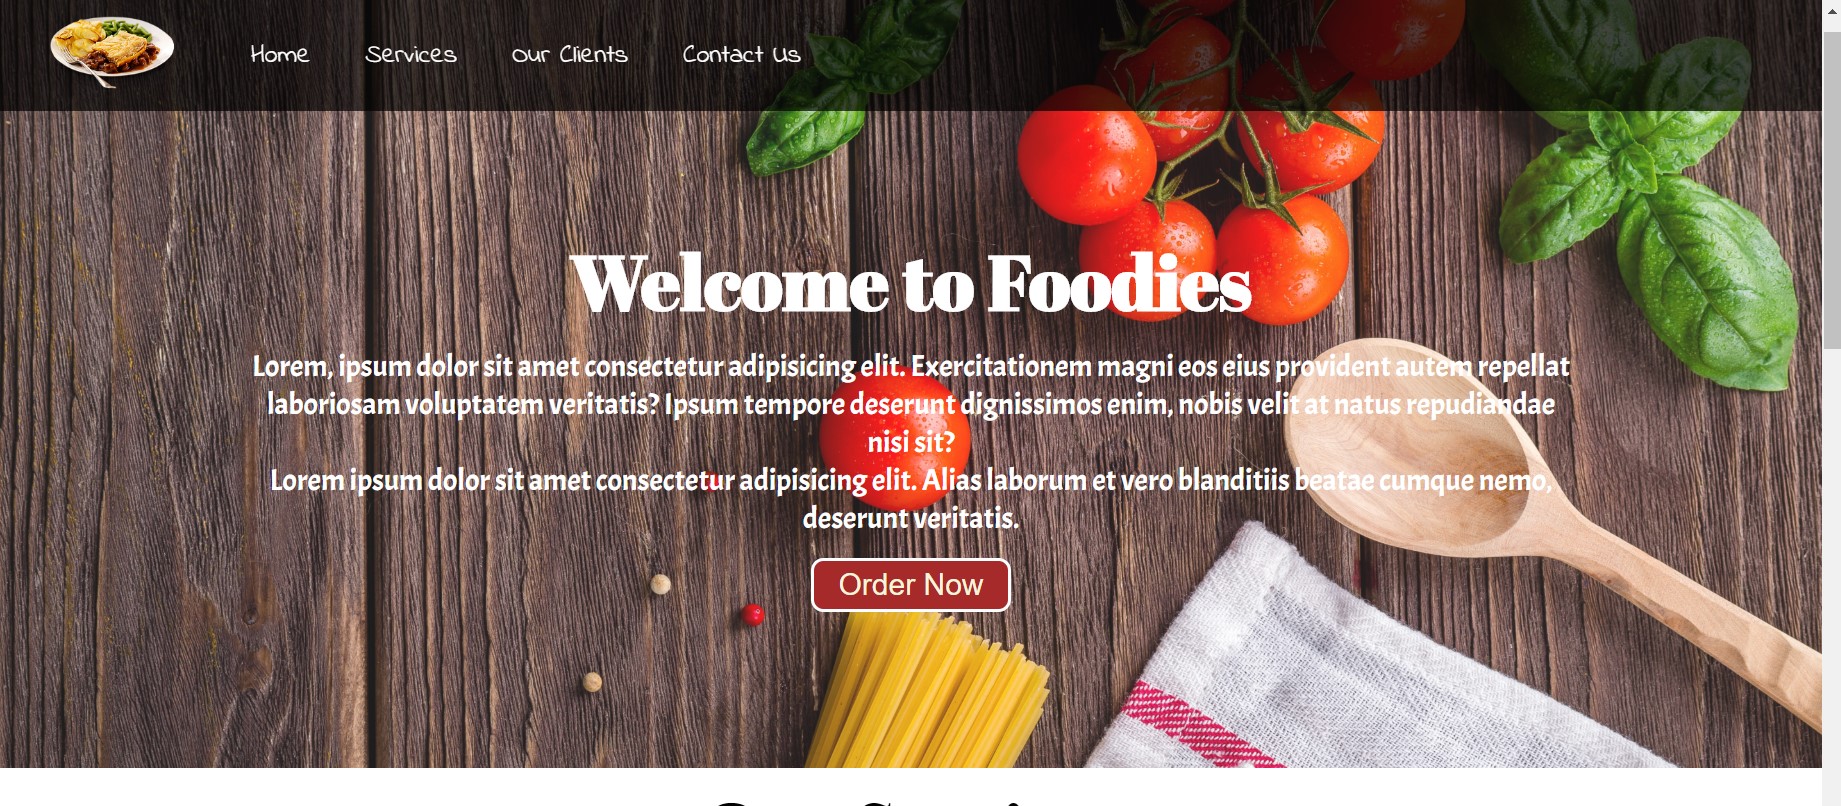 Home Services Our Clients Contact Us
Welcome to Foodies
Lorem, ipsum dolor sit amet consectetur adipisicing elit. Exercitationem magni eos eius provident autem repellat
laboriosam voluptatem veritatis? Ipsum tempore deserunt dignissimos enim, nobis velit at natus repudiandae
nisi sit?
Lorem ipsum dolor sit amet consectetur adipisicing elit. Alias laborum et vero blanditiis beatae cumque nemo,
deserunt veritatis.
Order Now